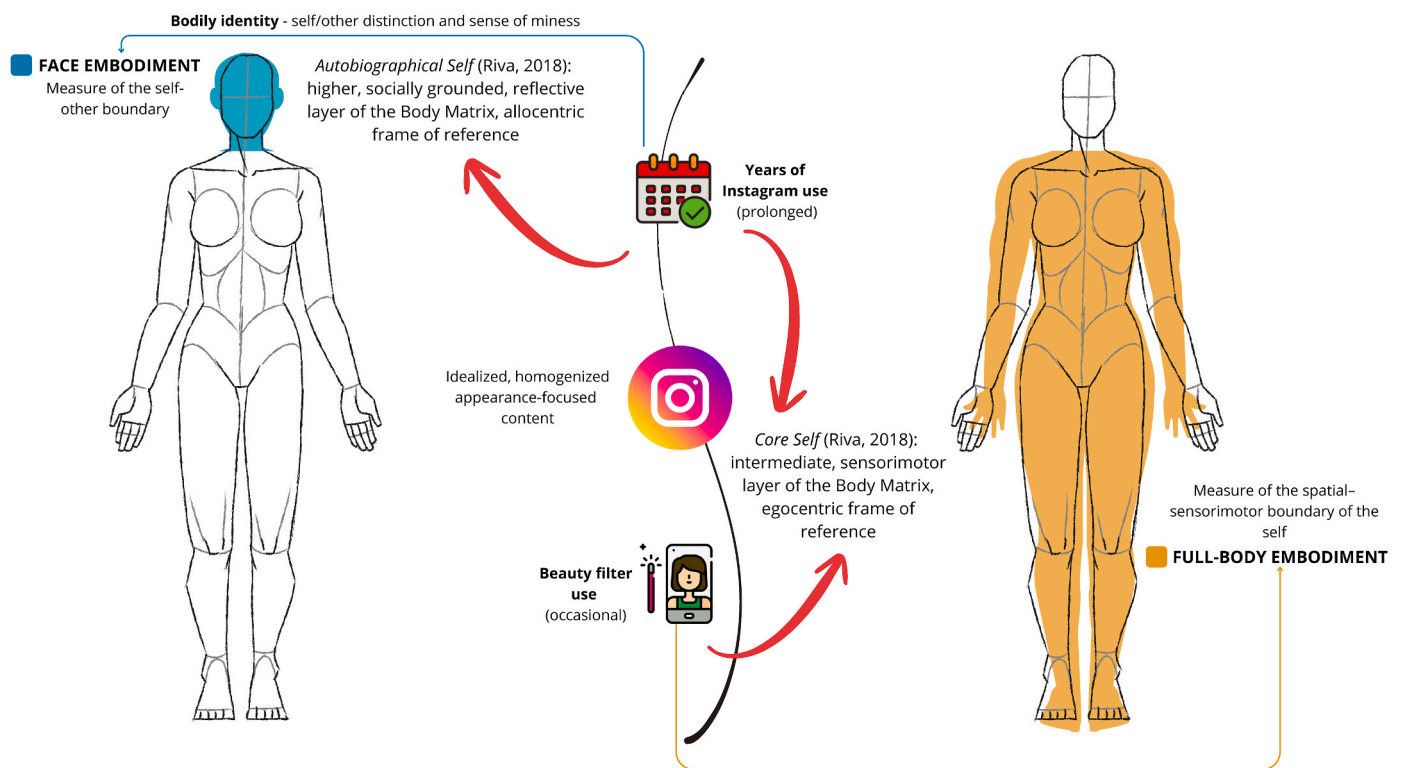 Bodily identity - self/other distinction and sense of miness
FACE EMBODIMENT
Measure of the self-
other boundary
Autobiographical Self (Riva, 2018):
higher, socially grounded, reflective
layer of the Body Matrix, allocentric
frame of reference
Years of
Instagram use
(prolonged)
Idealized, homogenized
appearance-focused
content
Core Self (Riva, 2018):
intermediate, sensorimotor
layer of the Body Matrix,
egocentric frame of
reference
Beauty filter
use
(occasional)
Measure of the spatial–
sensorimotor boundary of the
self
FULL-BODY EMBODIMENT